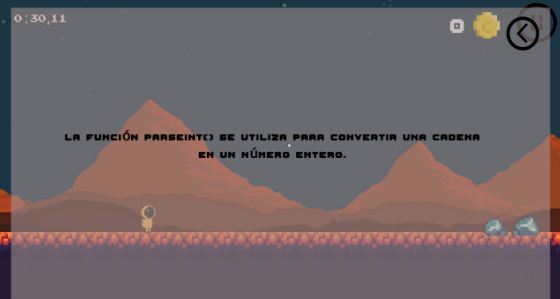 0:30,11
LA FUNCIÓN PARSEINT() SE UTILIZA PARA CONVERTIR UNA CADENA
EN UN NÚMERO ENTERO.